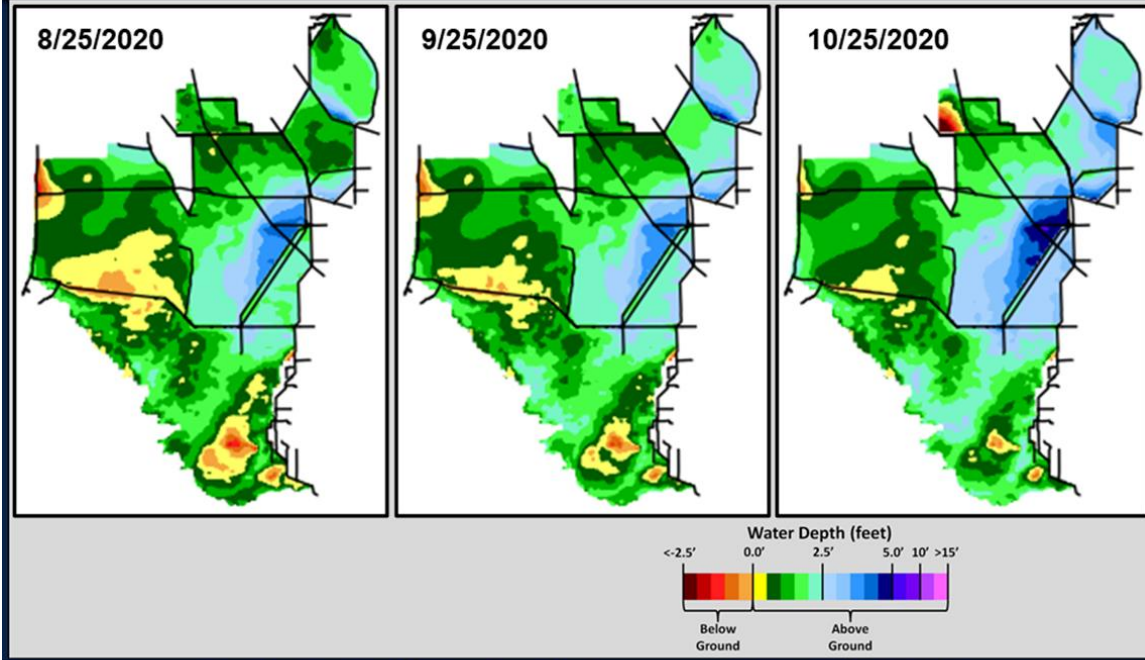 8/25/2020
9/25/2020
10/25/2020
Water Depth (feet)
<-2.5' 0.0' 2.5' 5.0' 10' >15'
Below Above
Ground Ground